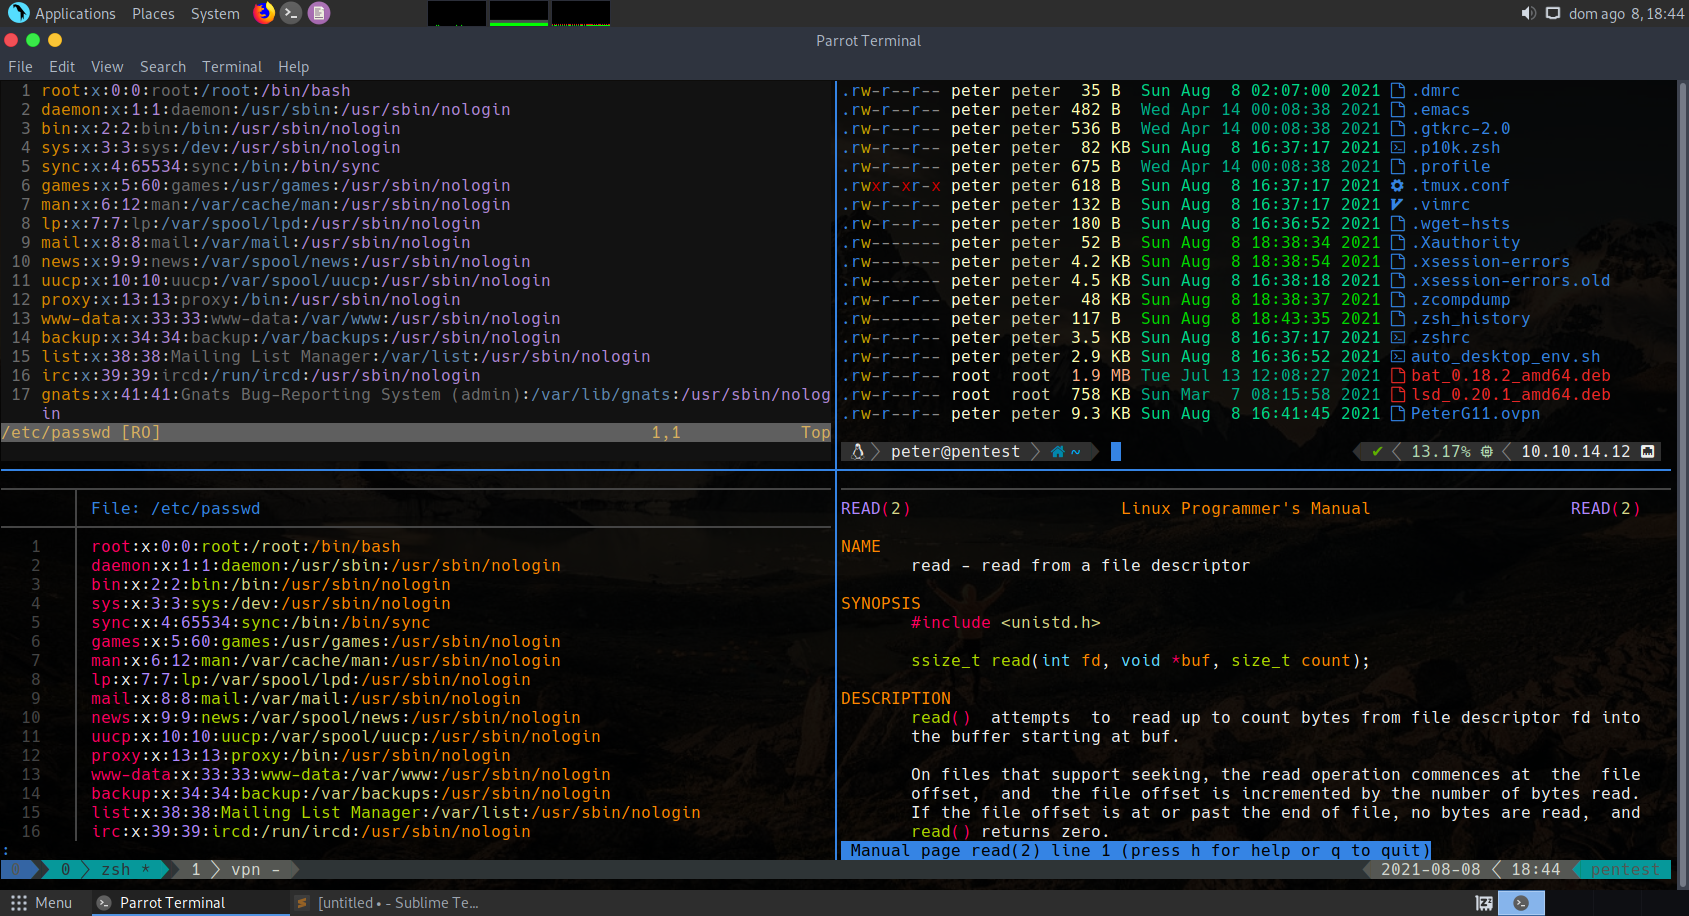 Applications Places System dom ago 8, 18:44
Parrot Terminal
File Edit View Search Terminal Help
1 root:x:0:0:root:/root:/bin/bash
2 daemon:x:1:1:daemon:/usr/sbin:/usr/sbin/nologin
3 bin:x:2:2:bin:/bin:/usr/sbin/nologin
4 sys:x:3:3:sys:/dev:/usr/sbin/nologin
5 sync:x:4:65534:sync:/bin:/bin/sync
6 games:x:5:60:games:/usr/games:/usr/sbin/nologin
7 man:x:6:12:man:/var/cache/man:/usr/sbin/nologin
8 lp:x:7:7:lp:/var/spool/lpd:/usr/sbin/nologin
9 mail:x:8:8:mail:/var/mail:/usr/sbin/nologin
10 news:x:9:9:news:/var/spool/news:/usr/sbin/nologin
11 uucp:x:10:10:uucp:/var/spool/uucp:/usr/sbin/nologin
12 proxy:x:13:13:proxy:/bin:/usr/sbin/nologin
13 www-data:x:33:33:www-data:/var/www:/usr/sbin/nologin
14 backup:x:34:34:backup:/var/backups:/usr/sbin/nologin
15 list:x:38:38:Mailing List Manager:/var/list:/usr/sbin/nologin
16 irc:x:39:39:ircd:/run/ircd:/usr/sbin/nologin
17 gnats:x:41:41:Gnats Bug-Reporting System (admin):/var/lib/gnats:/usr/sbin/nolog
in
/etc/passwd [RO] 1,1 Top
.rw-r--r-- peter peter 35 B Sun Aug 8 02:07:00 2021 .dmrc
.rw-r--r-- peter peter 482 B Wed Apr 14 00:08:38 2021 .emacs
.rw-r--r-- peter peter 536 B Wed Apr 14 00:08:38 2021 .gtkrc-2.0
.rw-r--r-- peter peter 82 KB Sun Aug 8 16:37:17 2021 .p10k.zsh
.rw-r--r-- peter peter 675 B Wed Apr 14 00:08:38 2021 .profile
.rwxr-xr-x peter peter 618 B Sun Aug 8 16:37:17 2021 .tmux.conf
.rw-r--r-- peter peter 132 B Sun Aug 8 16:37:17 2021 .vimrc
.rw-r--r-- peter peter 180 B Sun Aug 8 16:36:52 2021 .wget-hsts
.rw------- peter peter 52 B Sun Aug 8 18:38:34 2021 .Xauthority
.rw------- peter peter 4.2 KB Sun Aug 8 18:38:54 2021 .xsession-errors
.rw------- peter peter 4.5 KB Sun Aug 8 16:38:18 2021 .xsession-errors.old
.rw-r--r-- peter peter 48 KB Sun Aug 8 18:38:37 2021 .zcompdump
.rw------- peter peter 117 B Sun Aug 8 18:43:35 2021 .zsh_history
.rw-r--r-- peter peter 3.5 KB Sun Aug 8 16:37:17 2021 .zshrc
.rw-r--r-- peter peter 2.9 KB Sun Aug 8 16:36:52 2021 auto_desktop_env.sh
.rw-r--r-- root root 1.9 MB Tue Jul 13 12:08:27 2021 bat_0.18.2_amd64.deb
.rw-r--r-- root root 758 KB Sun Mar 7 08:15:58 2021 lsd_0.20.1_amd64.deb
.rw-r--r-- peter peter 9.3 KB Sun Aug 8 16:41:45 2021 PeterG11.ovpn
peter@pentest ~ ✔ 13.17% 10.10.14.12
File: /etc/passwd
1 root:x:0:0:root:/root:/bin/bash
2 daemon:x:1:1:daemon:/usr/sbin:/usr/sbin/nologin
3 bin:x:2:2:bin:/bin:/usr/sbin/nologin
4 sys:x:3:3:sys:/dev:/usr/sbin/nologin
5 sync:x:4:65534:sync:/bin:/bin/sync
6 games:x:5:60:games:/usr/games:/usr/sbin/nologin
7 man:x:6:12:man:/var/cache/man:/usr/sbin/nologin
8 lp:x:7:7:lp:/var/spool/lpd:/usr/sbin/nologin
9 mail:x:8:8:mail:/var/mail:/usr/sbin/nologin
10 news:x:9:9:news:/var/spool/news:/usr/sbin/nologin
11 uucp:x:10:10:uucp:/var/spool/uucp:/usr/sbin/nologin
12 proxy:x:13:13:proxy:/bin:/usr/sbin/nologin
13 www-data:x:33:33:www-data:/var/www:/usr/sbin/nologin
14 backup:x:34:34:backup:/var/backups:/usr/sbin/nologin
15 list:x:38:38:Mailing List Manager:/var/list:/usr/sbin/nologin
16 irc:x:39:39:ircd:/run/ircd:/usr/sbin/nologin
:
READ(2) Linux Programmer's Manual READ(2)
NAME
read - read from a file descriptor
SYNOPSIS
#include <unistd.h>
ssize_t read(int fd, void *buf, size_t count);
DESCRIPTION
read() attempts to read up to count bytes from file descriptor fd into
the buffer starting at buf.
On files that support seeking, the read operation commences at the file
offset, and the file offset is incremented by the number of bytes read.
If the file offset is at or past the end of file, no bytes are read, and
read() returns zero.
Manual page read(2) line 1 (press h for help or q to quit)
0 0 zsh * 1 vpn - 2021-08-08 18:44 pentest
Menu Parrot Terminal [untitled • - Sublime Te...